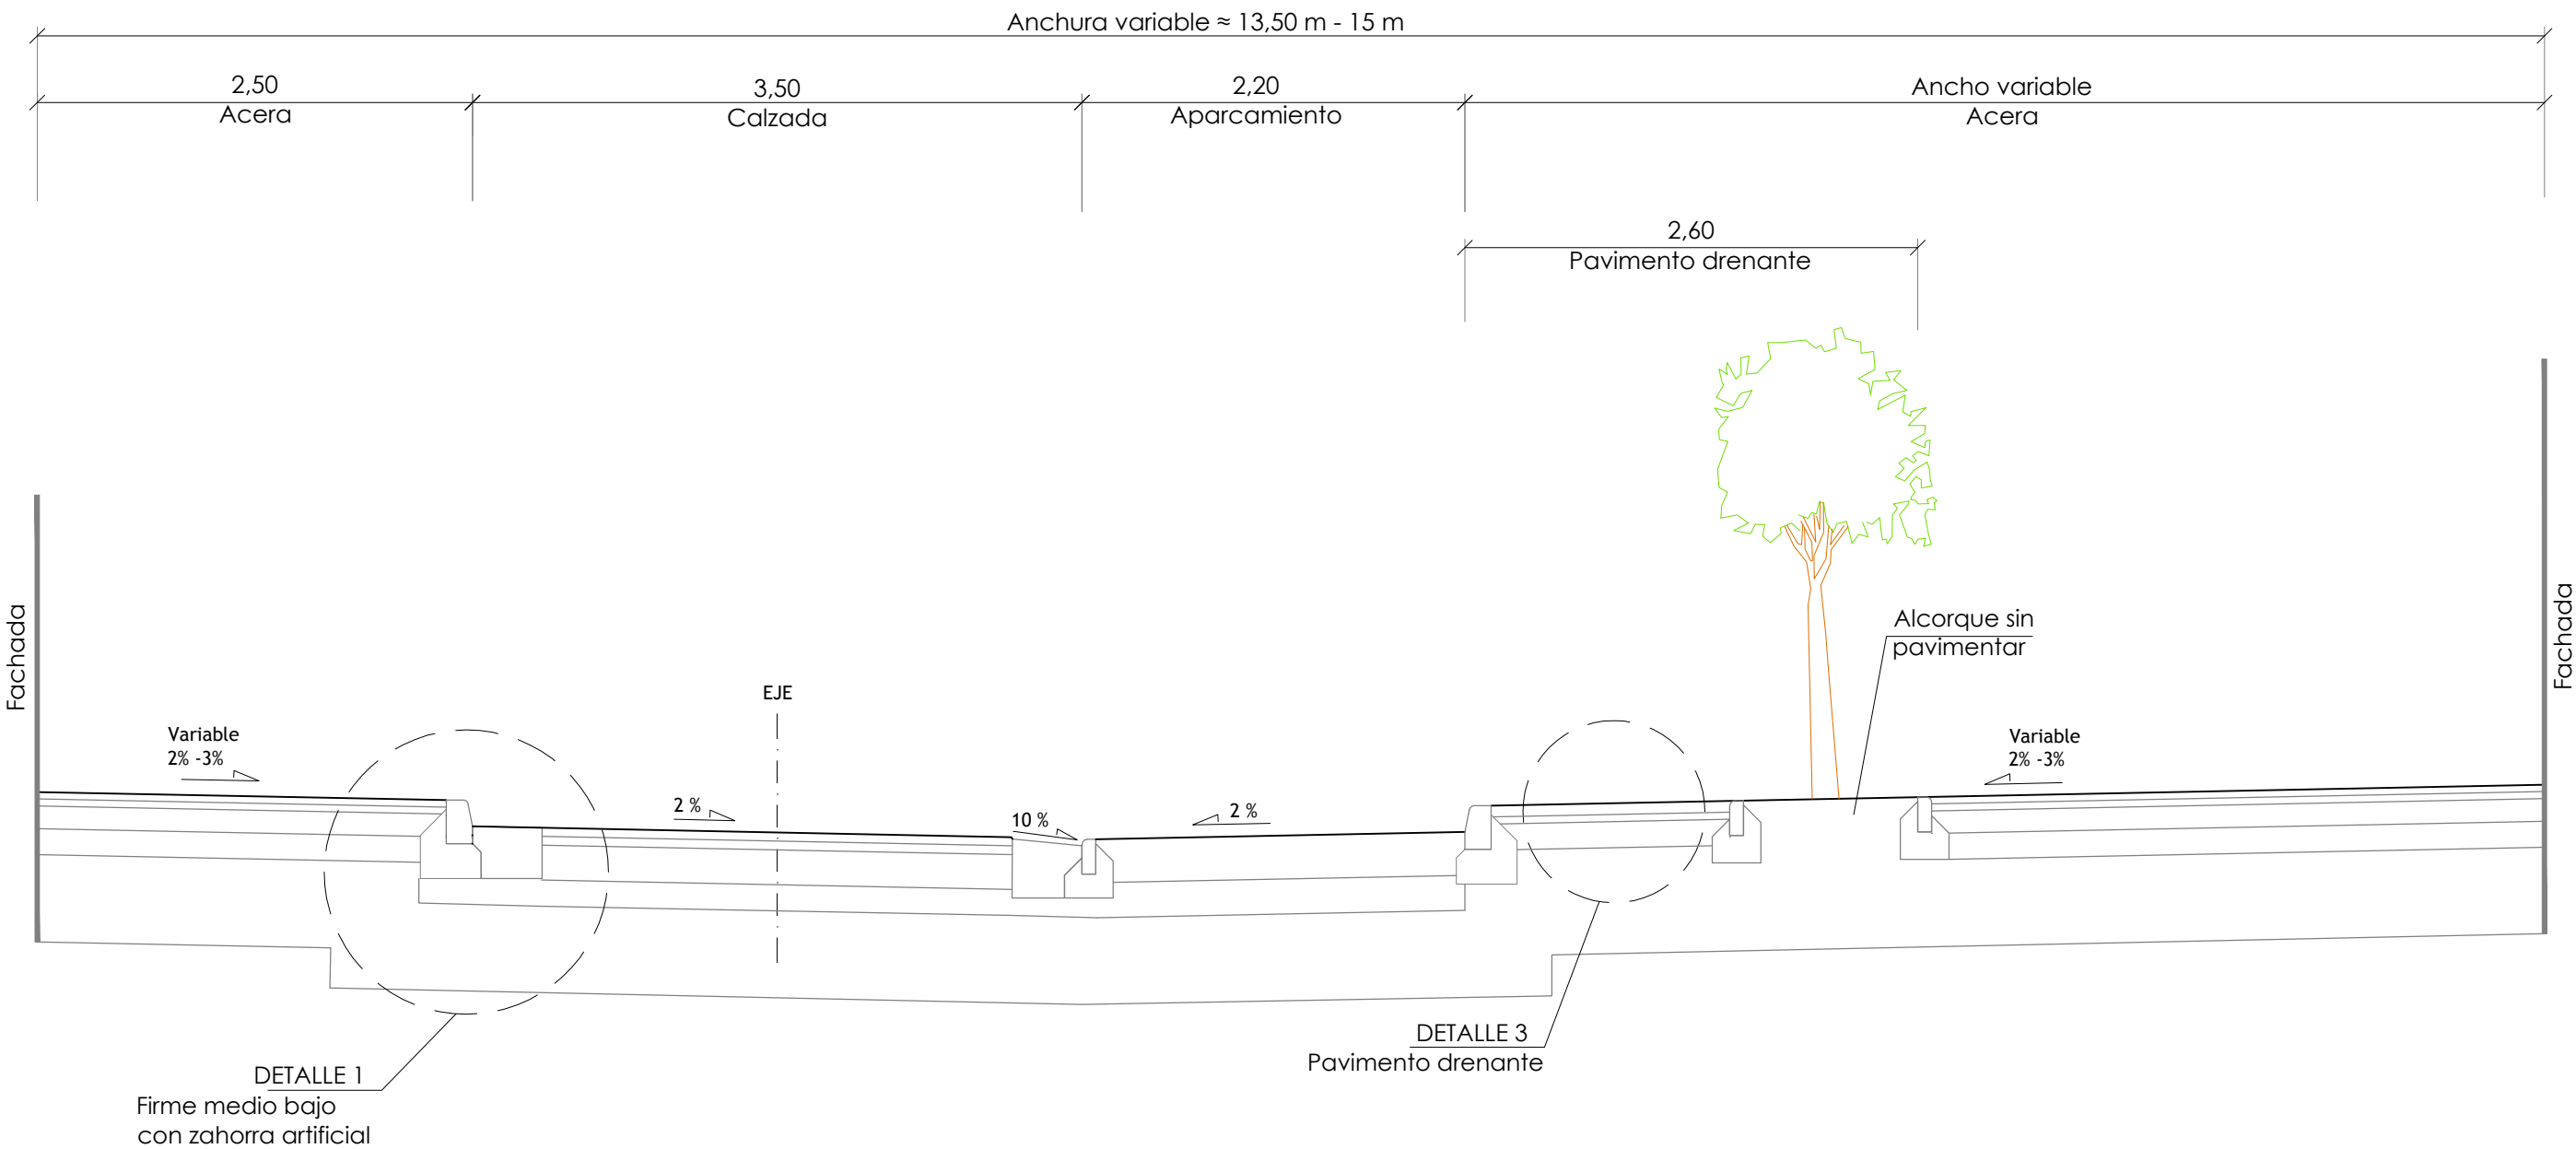 Anchura variable ≈ 13,50 m - 15 m
2,50
Acera
3,50
Calzada
2,20
Aparcamiento
Ancho variable
Acera
2,60
Pavimento drenante
Fachada
Fachada
Alcorque sin
pavimentar
EJE
Variable
2% -3%
2 %
10 %
2 %
Variable
2% -3%
DETALLE 1
Firme medio bajo
con zahorra artificial
DETALLE 3
Pavimento drenante